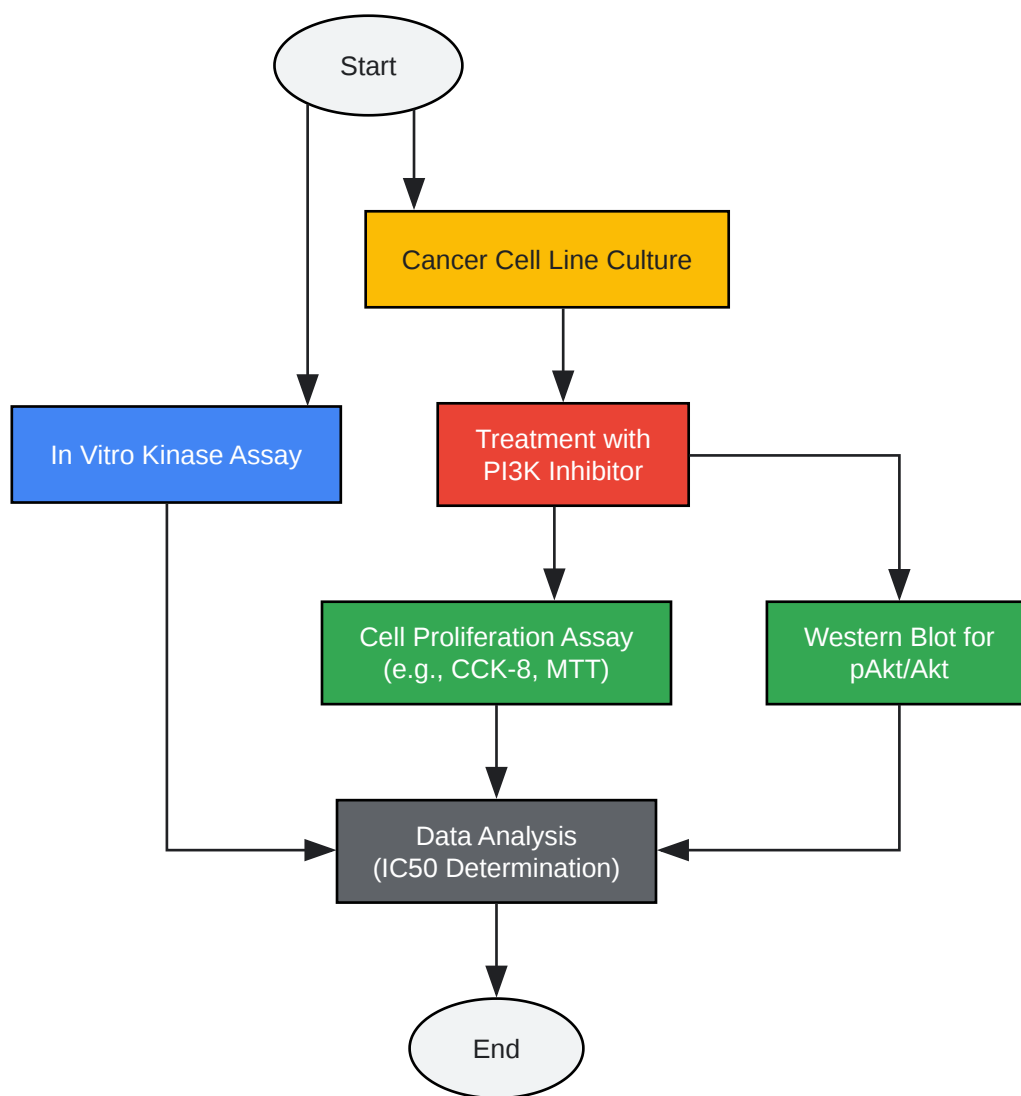 Start
Cancer Cell Line Culture
In Vitro Kinase Assay
Treatment with
PI3K Inhibitor
Cell Proliferation Assay
(e.g., CCK-8, MTT)
Western Blot for
pAkt/Akt
Data Analysis
(IC50 Determination)
End